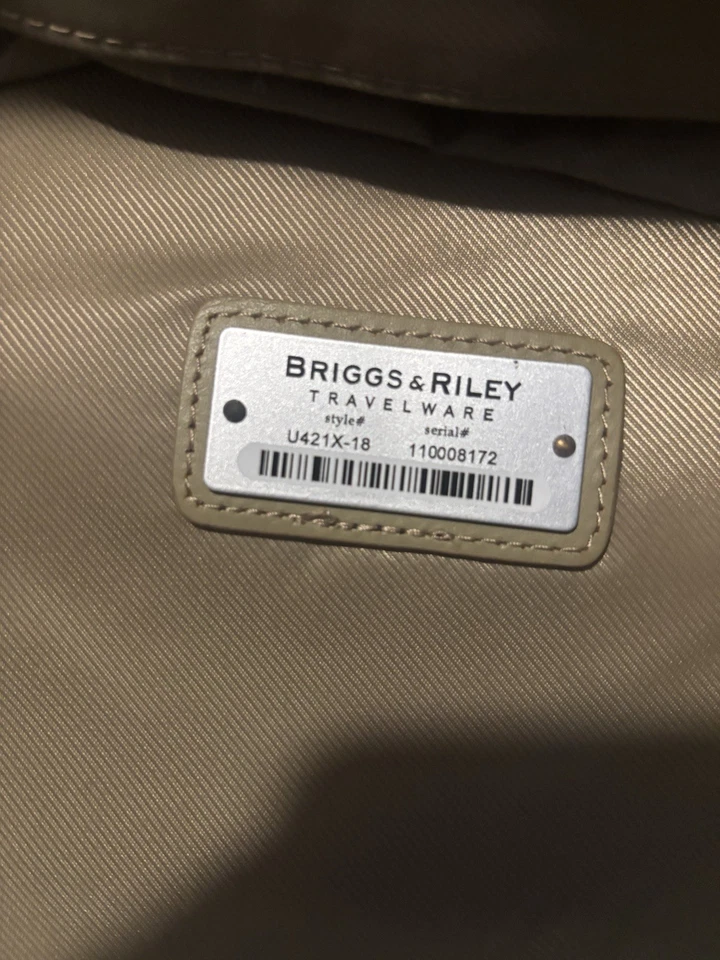 BRIGGS & RILEY
TRAVELWARE
style# serial#
U421X-18 110008172